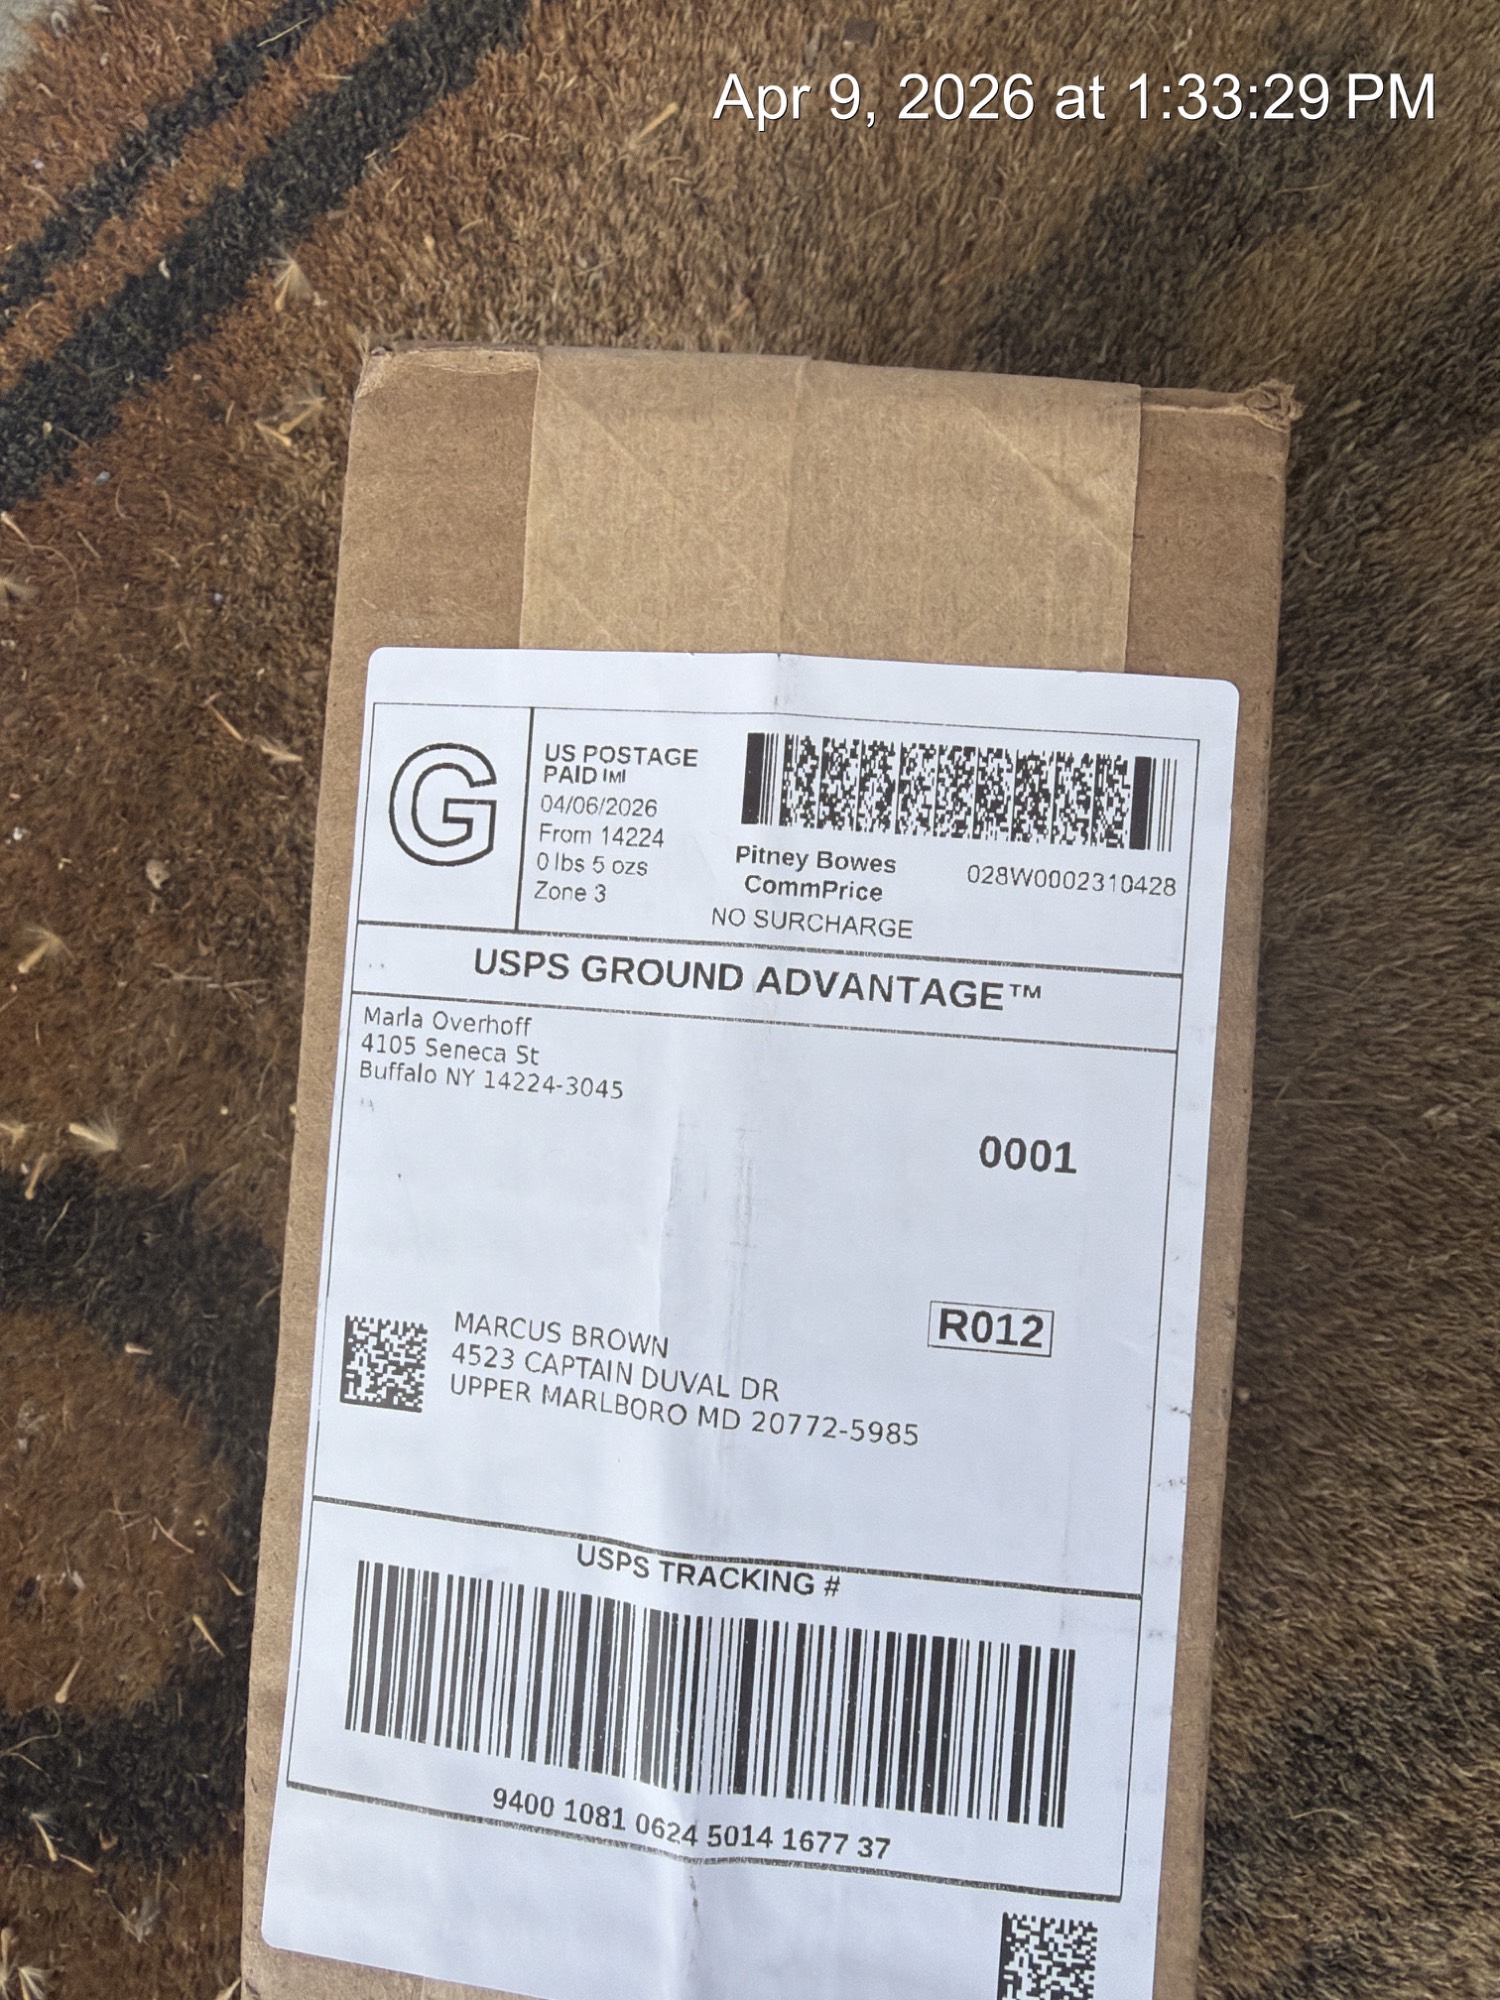 Apr 9, 2026 at 1:33:29 PM
G
US POSTAGE
PAID IMI
04/06/2026
From 14224
0 lbs 5 ozs
Zone 3
Pitney Bowes
CommPrice
NO SURCHARGE
028W0002310428
USPS GROUND ADVANTAGE™
Marla Overhoff
4105 Seneca St
Buffalo NY 14224-3045
0001
R012
MARCUS BROWN
4523 CAPTAIN DUVAL DR
UPPER MARLBORO MD 20772-5985
USPS TRACKING #
9400 1081 0624 5014 1677 37